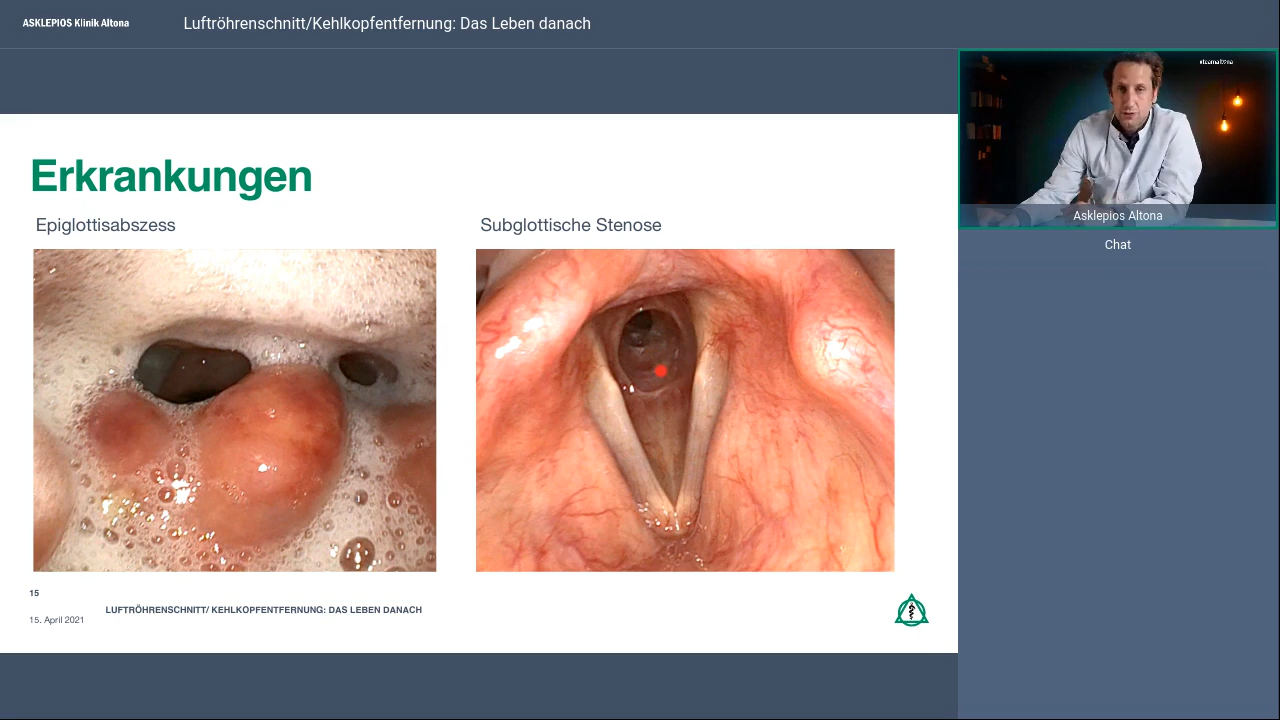 ASKLEPIOS Klinik Altona
Luftröhrenschnitt/Kehlkopfentfernung: Das Leben danach
#teamaltona
Asklepios Altona
Chat
Erkrankungen
Epiglottisabszess
Subglottische Stenose
15
15. April 2021
LUFTRÖHRENSCHNITT/ KEHLKOPFENTFERNUNG: DAS LEBEN DANACH